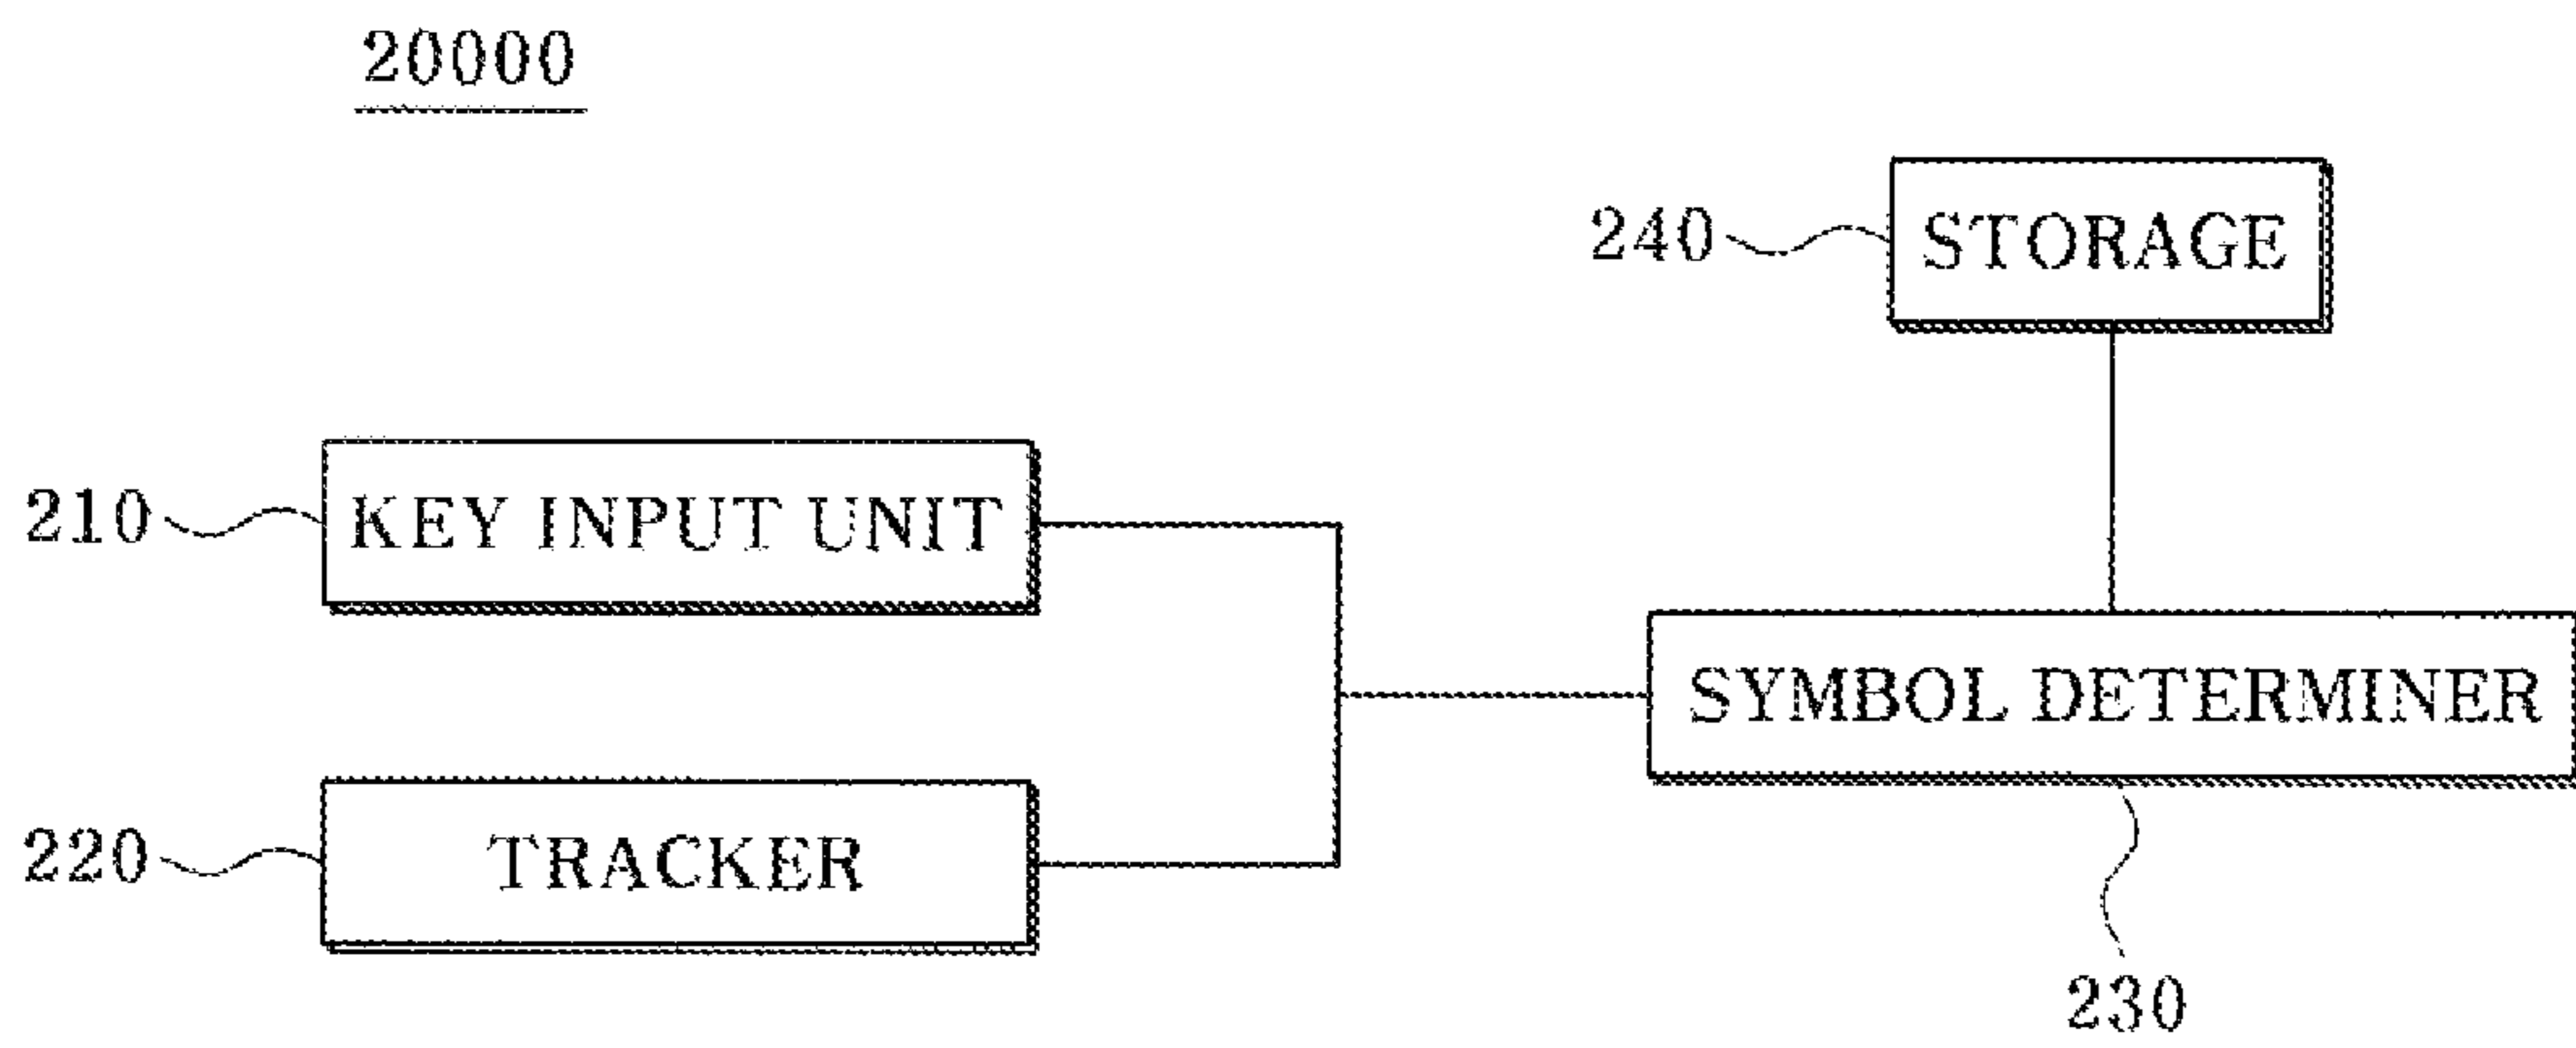 20000
240 STORAGE
210 KEY INPUT UNIT
SYMBOL DETERMINER
220 TRACKER
230